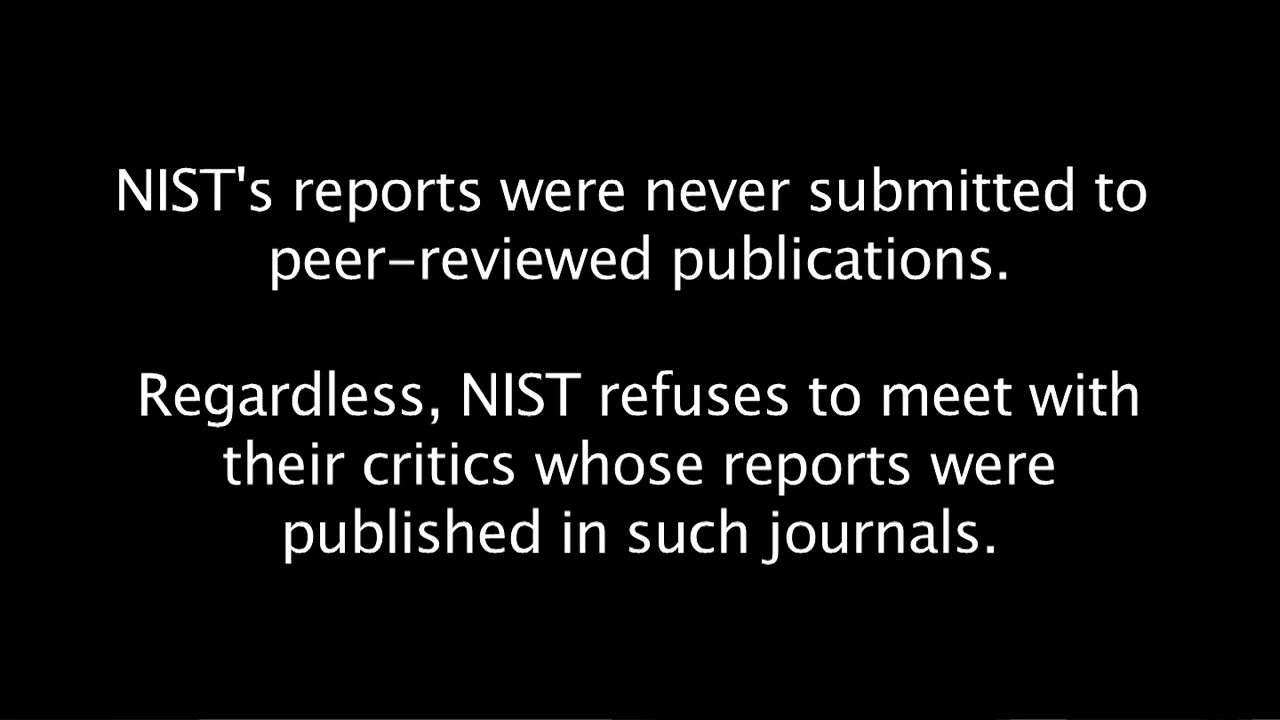 NIST's reports were never submitted to
peer-reviewed publications.
Regardless, NIST refuses to meet with
their critics whose reports were
published in such journals.